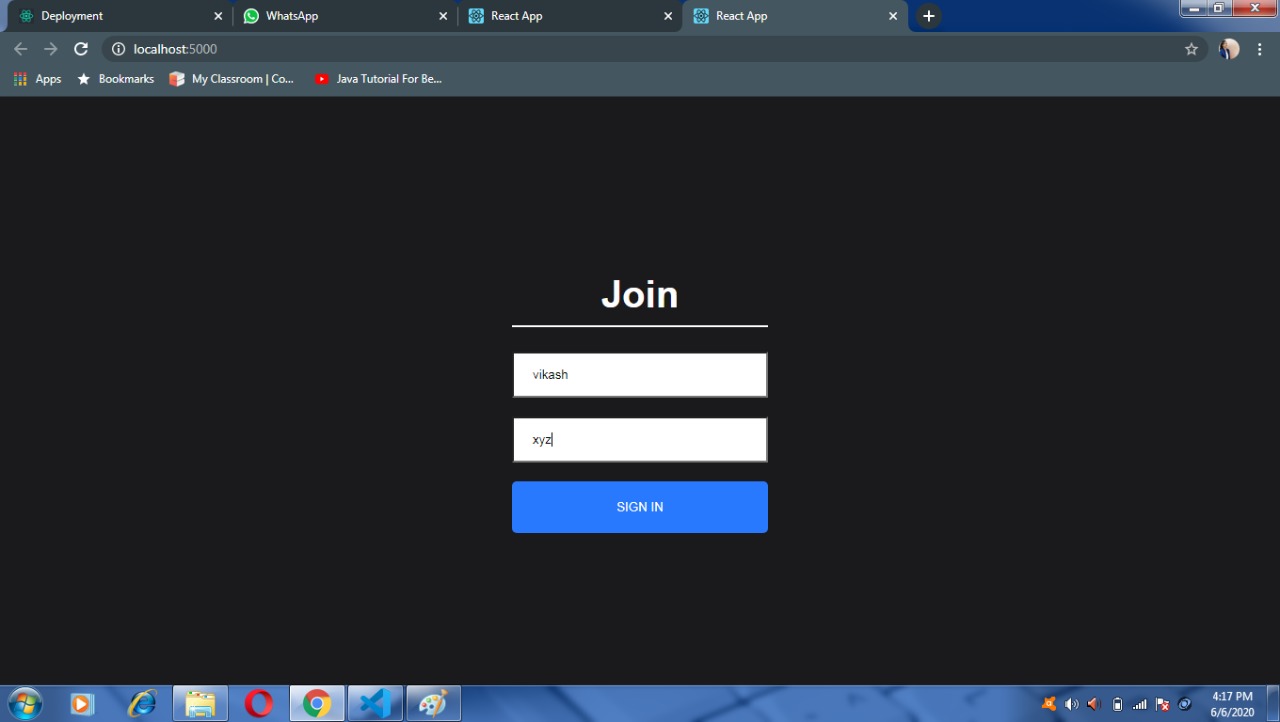 Deployment
WhatsApp
React App
React App
localhost:5000
Apps
Bookmarks
My Classroom | Co...
Java Tutorial For Be...
Join
vikash
xyz
SIGN IN
4:17 PM
6/6/2020